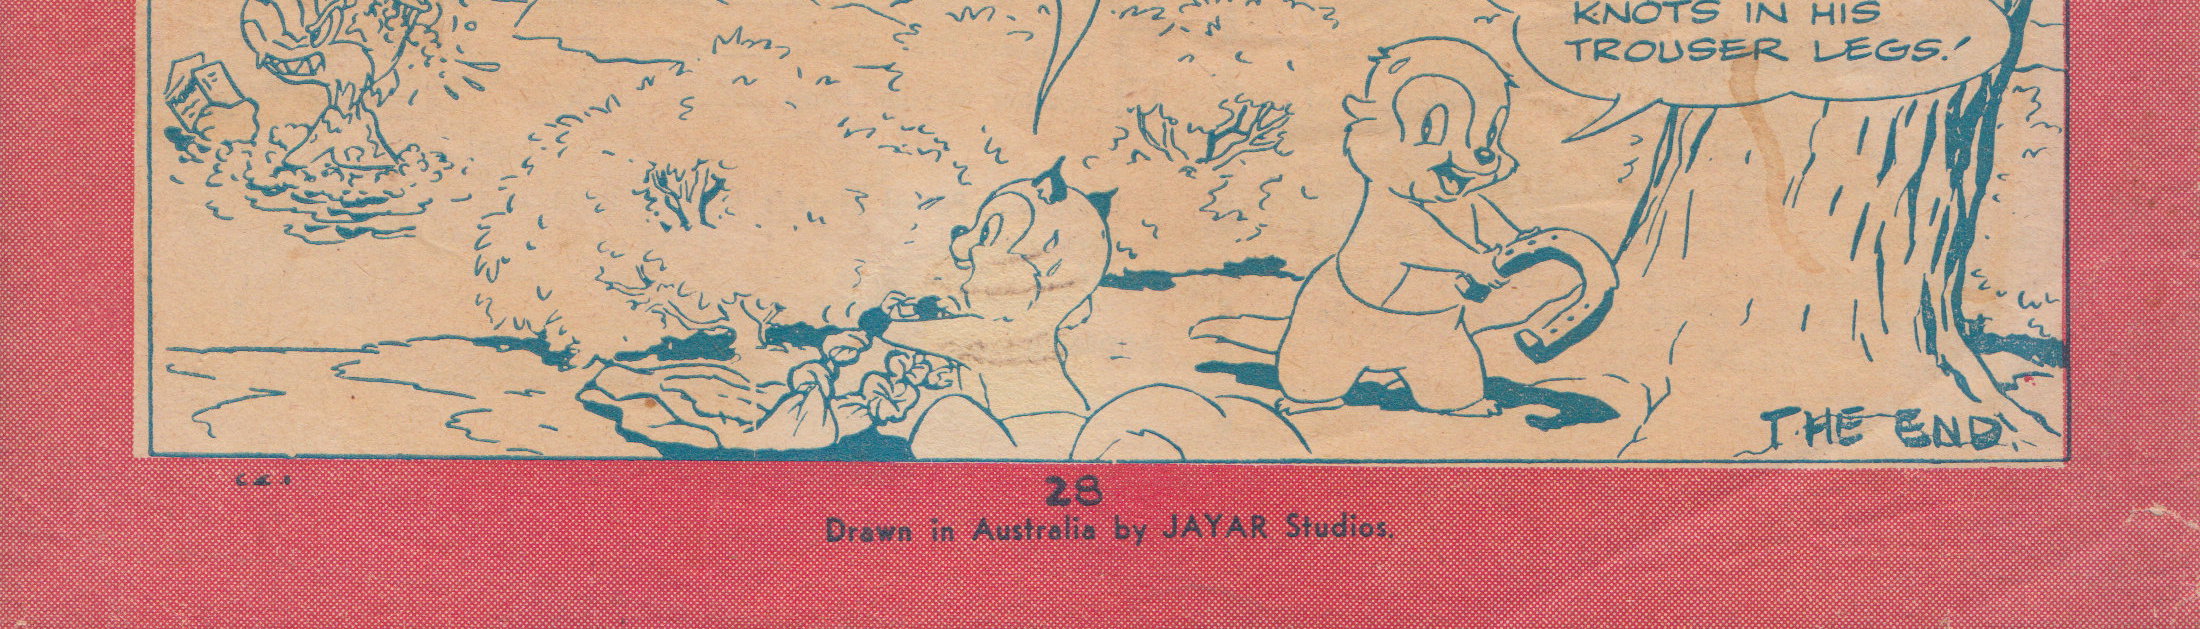 KNOTS IN HIS
TROUSER LEGS!
THE END.
28
Drawn in Australia by JAYAR Studios.